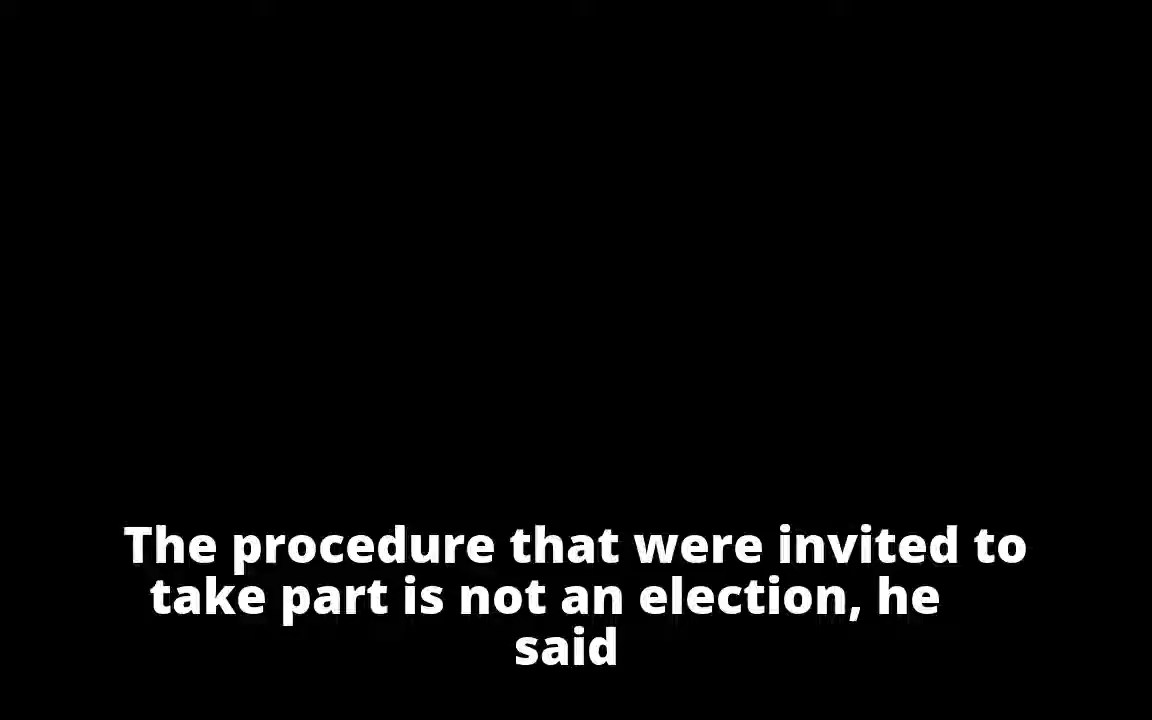 The procedure that were invited to
take part is not an election, he
said